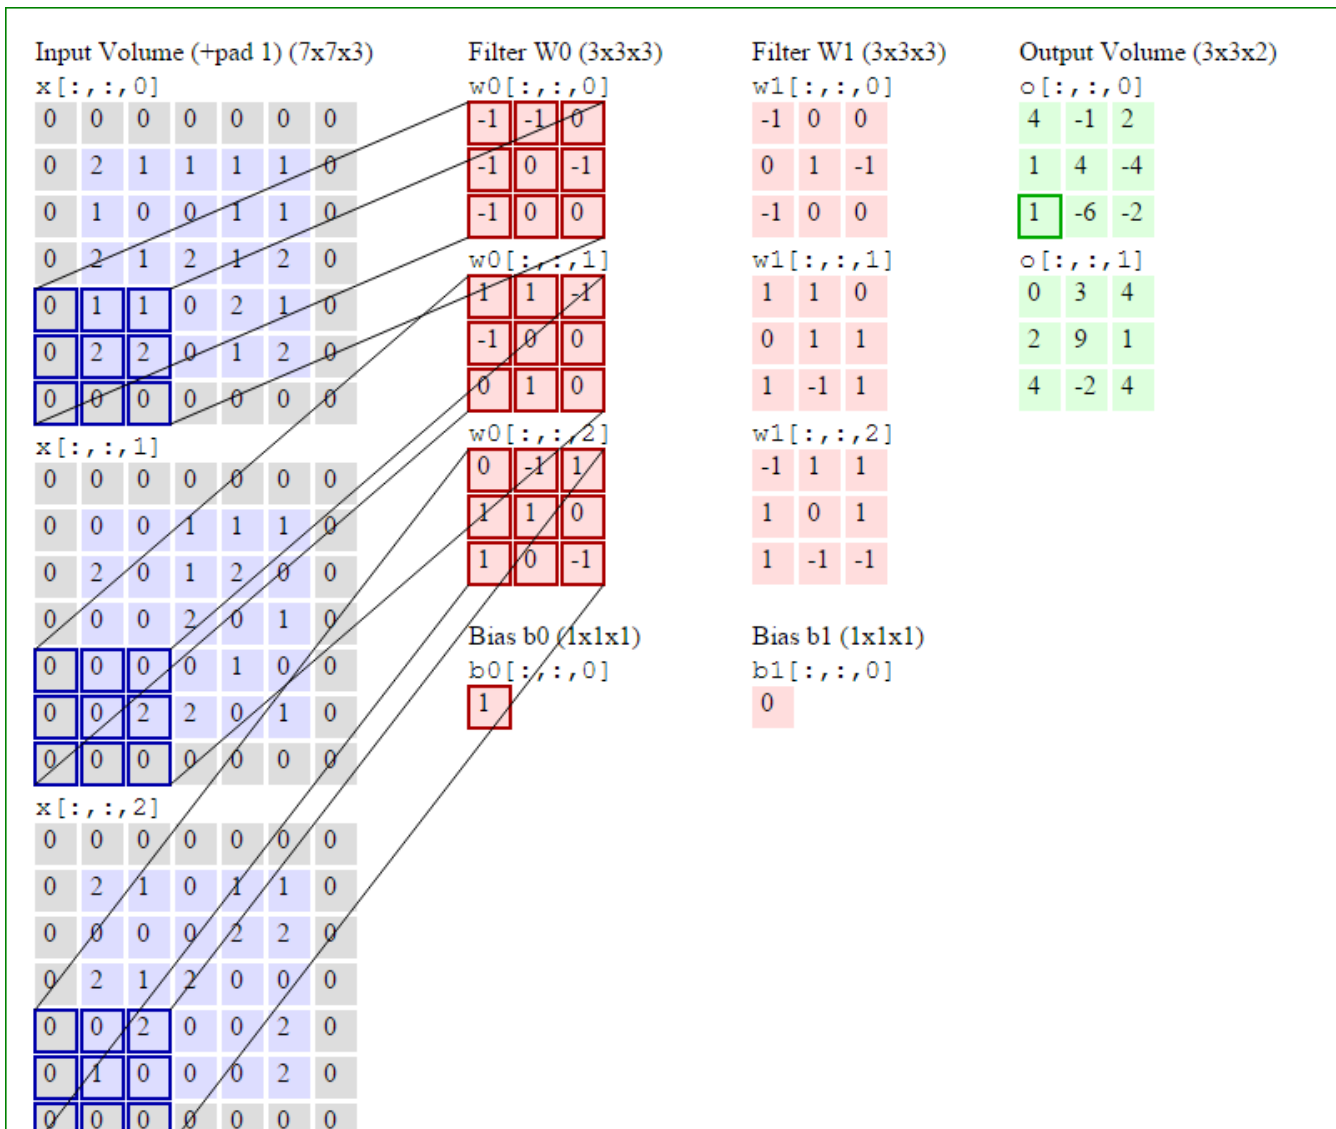 Input Volume (+pad 1) (7x7x3) Filter W0 (3x3x3) Filter W1 (3x3x3) Output Volume (3x3x2)
x[:,:,0] w0[:,:,0] w1[:,:,0] o[:,:,0]
0 0 0 0 0 0 0 -1 -1 0 -1 0 0 4 -1 2
0 2 1 1 1 1 0 -1 0 -1 0 1 -1 1 4 -4
0 1 0 0 1 1 0 -1 0 0 -1 0 0 1 -6 -2
0 2 1 2 1 2 0 w0[:,:,1] w1[:,:,1] o[:,:,1]
0 1 1 0 2 1 0 1 1 -1 1 1 0 0 3 4
0 2 2 0 1 2 0 -1 0 0 0 1 1 2 9 1
0 0 0 0 0 0 0 0 1 0 1 -1 1 4 -2 4
x[:,:,1] w0[:,:,2] w1[:,:,2]
0 0 0 0 0 0 0 0 -1 1 -1 1 1
0 0 0 1 1 1 0 1 1 0 1 0 1
0 2 0 1 2 0 0 1 0 -1 1 -1 -1
0 0 0 2 0 1 0 Bias b0 (1x1x1) Bias b1 (1x1x1)
0 0 0 0 1 0 0 b0[:,:,0] b1[:,:,0]
0 0 2 2 0 1 0 1 0
0 0 0 0 0 0 0
x[:,:,2]
0 0 0 0 0 0 0
0 2 1 0 1 1 0
0 0 0 0 2 2 0
0 2 1 2 0 0 0
0 0 2 0 0 2 0
0 1 0 0 0 2 0
0 0 0 0 0 0 0